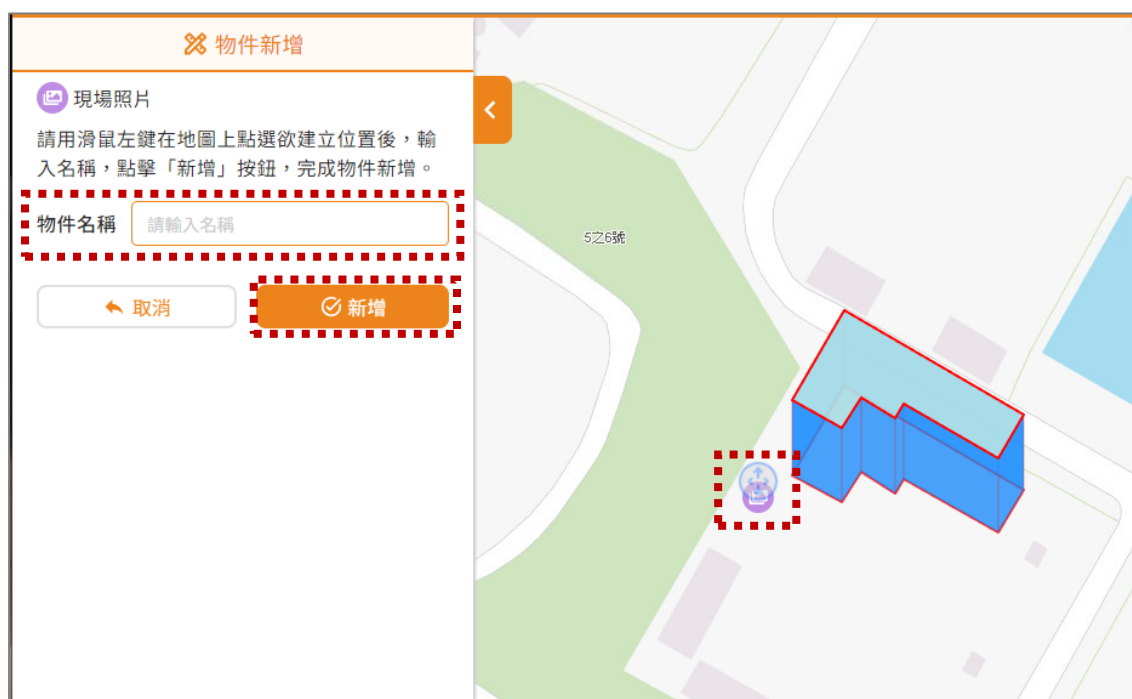 物件新增
現場照片
請用滑鼠左鍵在地圖上點選欲建立位置後，輸
入名稱，點擊「新增」按鈕，完成物件新增。
物件名稱 請輸入名稱
取消 新增
5之6號